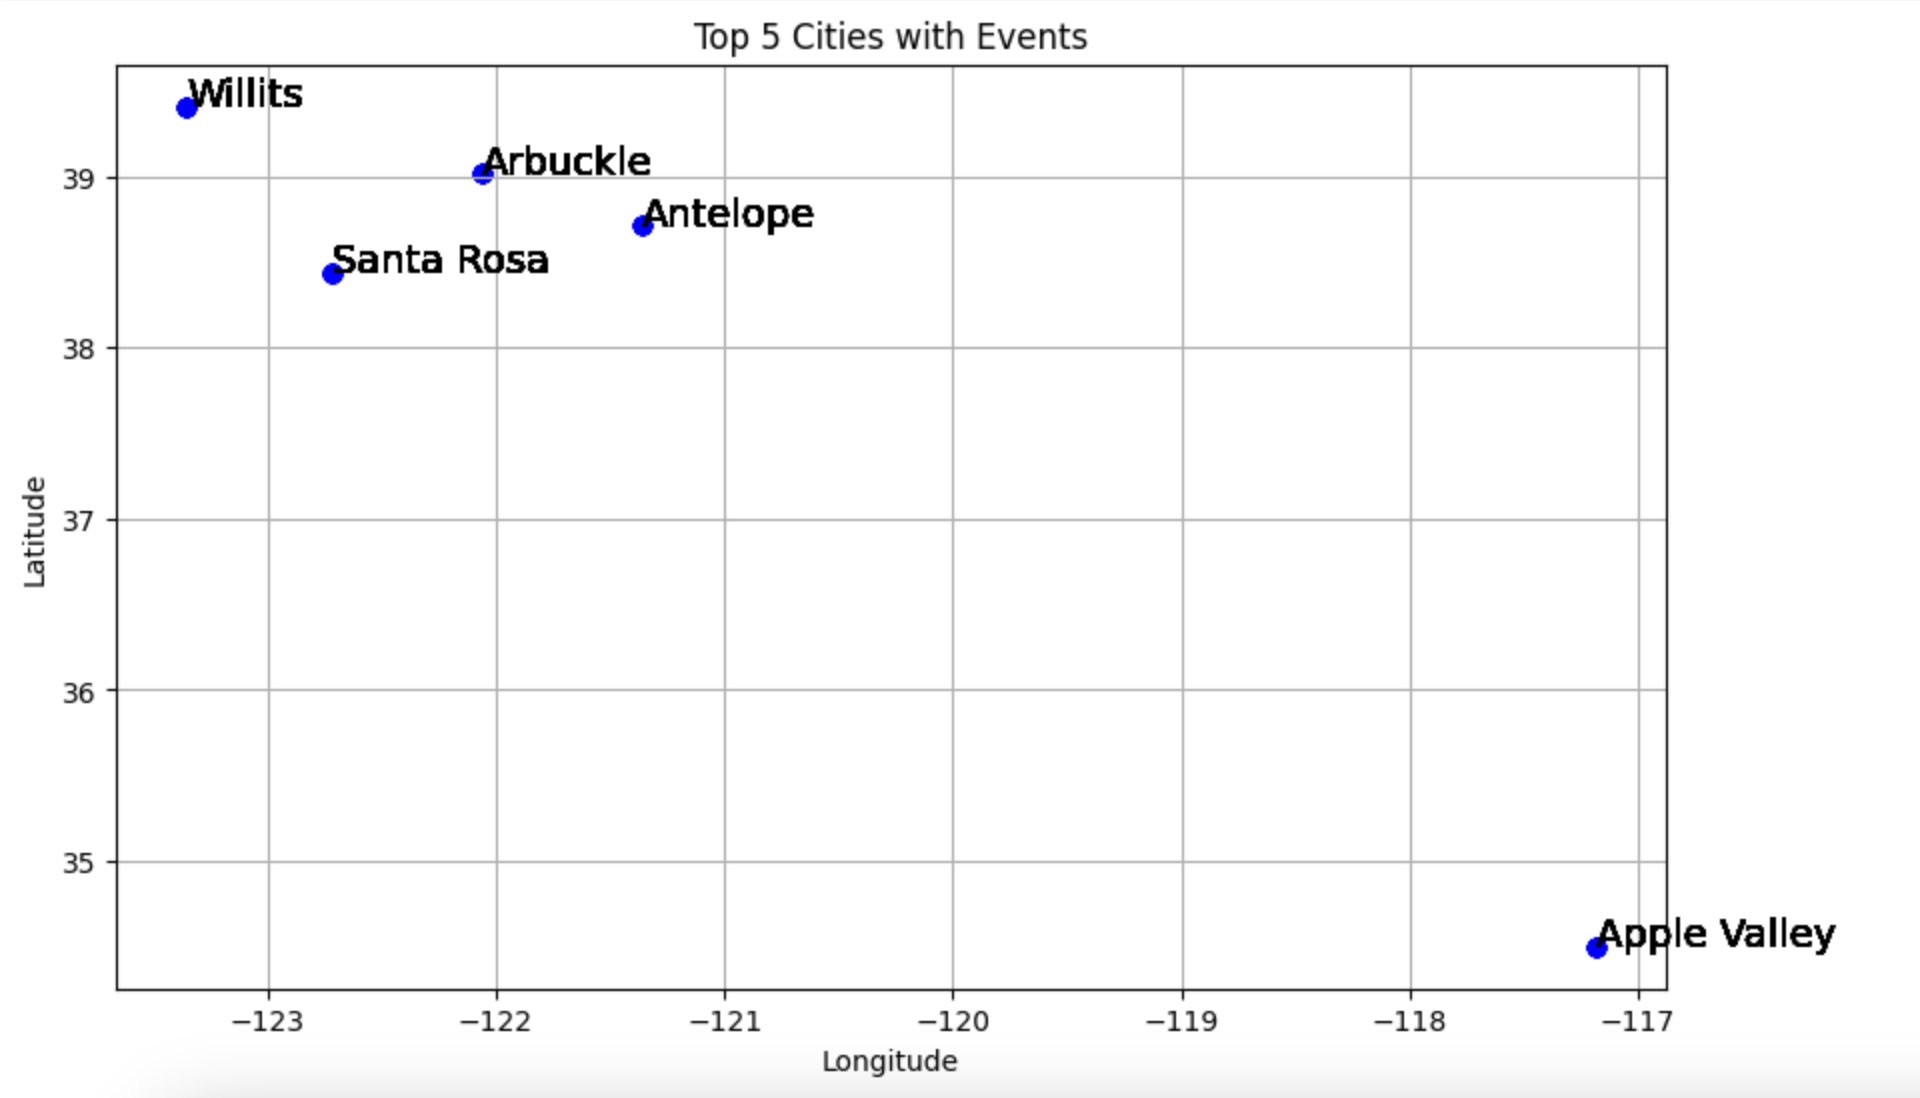 Top 5 Cities with Events
Willits
Arbuckle
Antelope
Santa Rosa
Apple Valley
39
38
37
36
35
Latitude
−123
−122
−121
−120
−119
−118
−117
Longitude